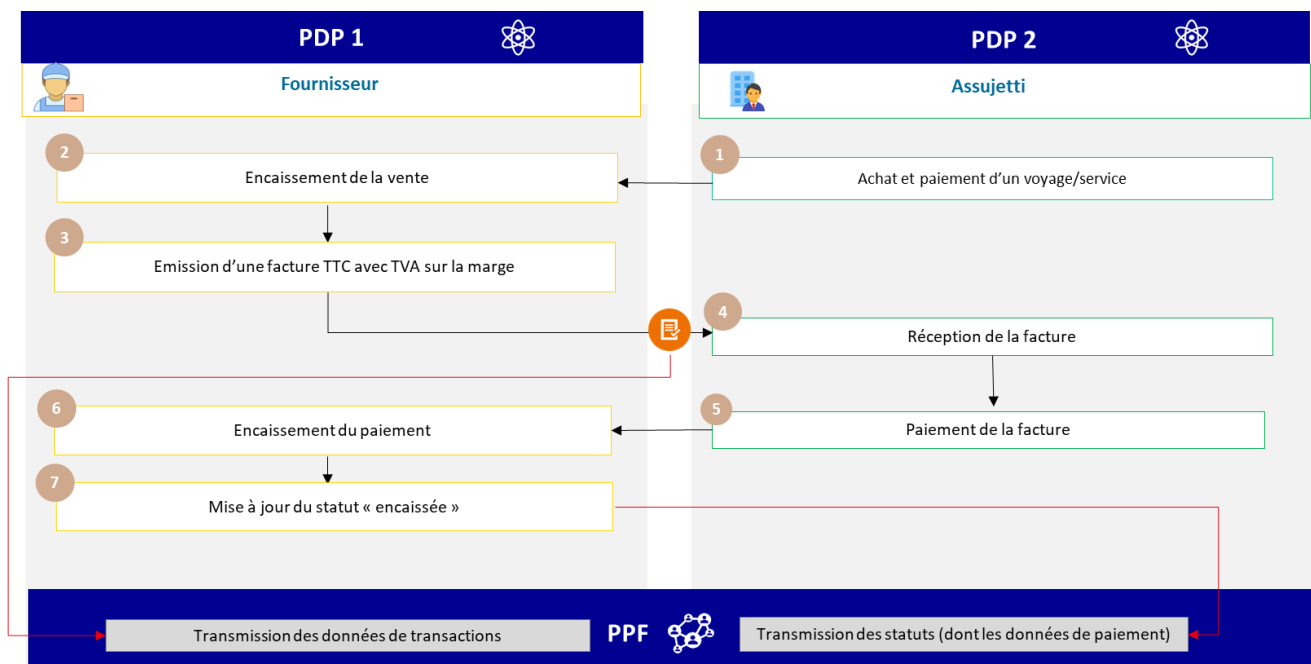 PDP 1
PDP 2
Fournisseur
Assujetti
2
Encaissement de la vente
1
Achat et paiement d’un voyage/service
3
Emission d’une facture TTC avec TVA sur la marge
4
Réception de la facture
6
Encaissement du paiement
5
Paiement de la facture
7
Mise à jour du statut « encaissée »
Transmission des données de transactions
PPF
Transmission des statuts (dont les données de paiement)